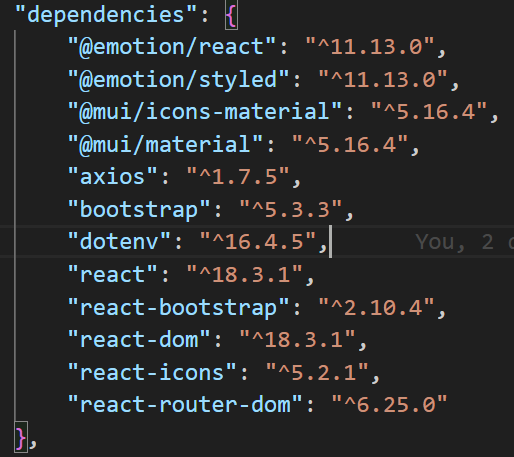 "dependencies": {
"@emotion/react": "^11.13.0",
"@emotion/styled": "^11.13.0",
"@mui/icons-material": "^5.16.4",
"@mui/material": "^5.16.4",
"axios": "^1.7.5",
"bootstrap": "^5.3.3",
"dotenv": "^16.4.5", You, 2
"react": "^18.3.1",
"react-bootstrap": "^2.10.4",
"react-dom": "^18.3.1",
"react-icons": "^5.2.1",
"react-router-dom": "^6.25.0"
},